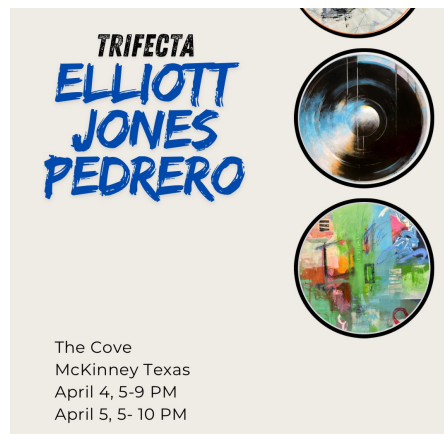 TRIFECTA
ELLIOTT
JONES
PEDRERO
The Cove
McKinney Texas
April 4, 5-9 PM
April 5, 5- 10 PM